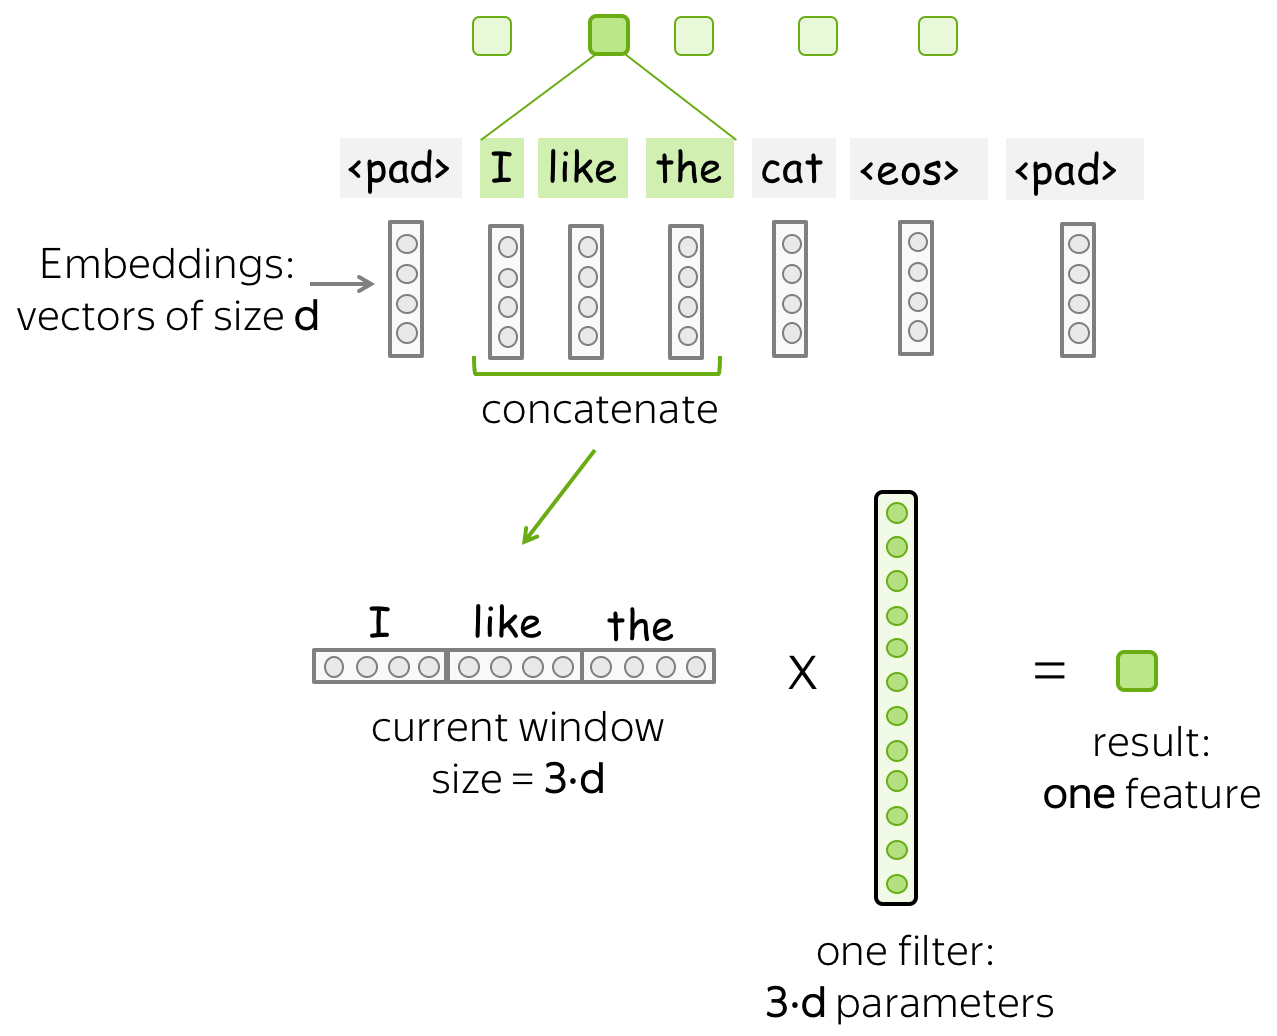 <pad> I like the cat <eos> <pad>
Embeddings:
vectors of size d
concatenate
I like the
current window
size = 3·d
X
=
result:
one feature
one filter:
3·d parameters